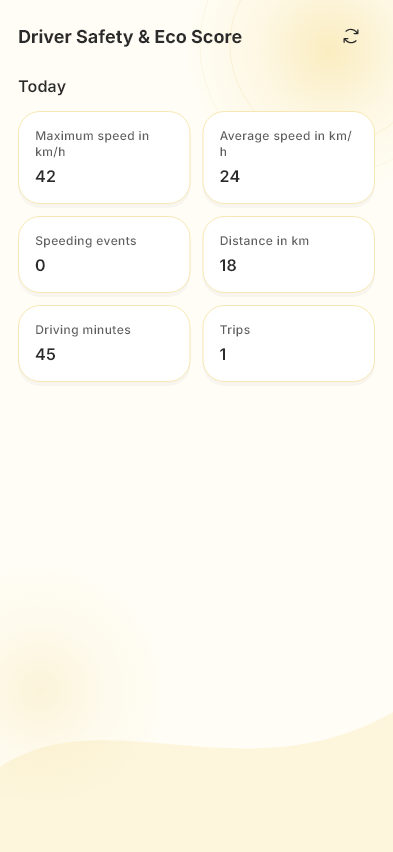 Driver Safety & Eco Score
Today
Maximum speed in
km/h
42
Average speed in km/
h
24
Speeding events
0
Distance in km
18
Driving minutes
45
Trips
1